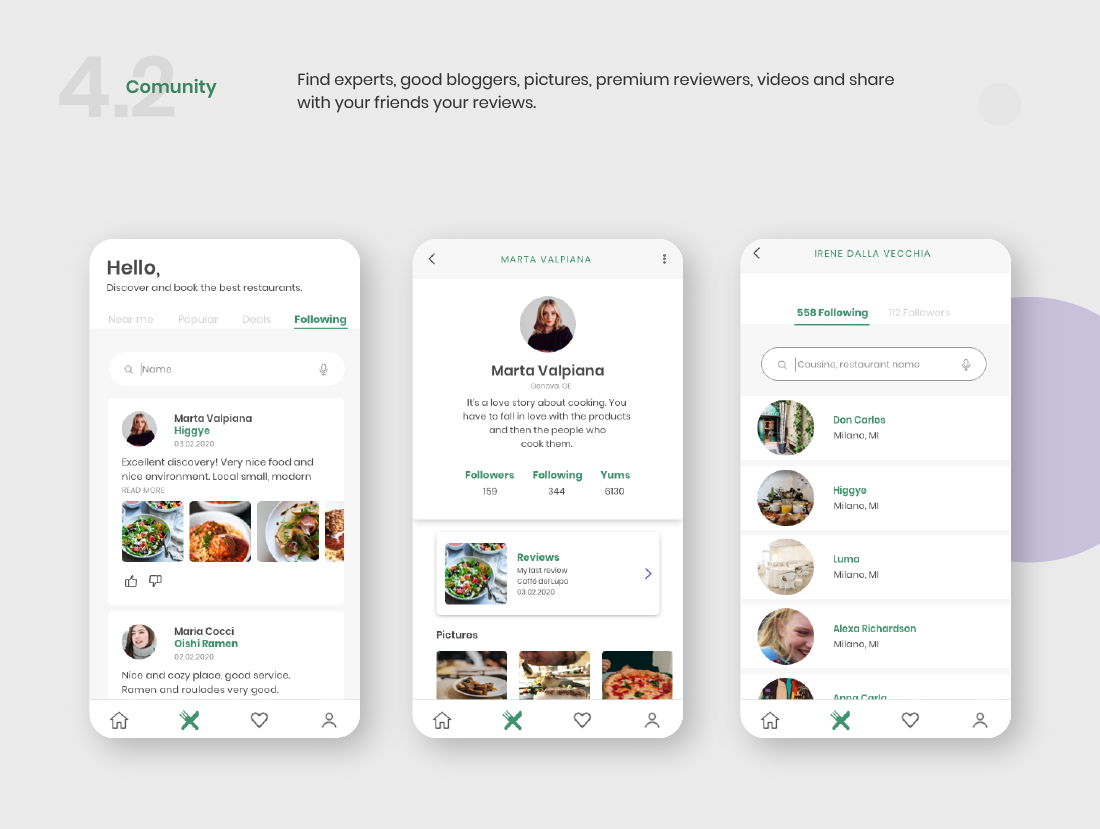 4.2
Comunity
Find experts, good bloggers, pictures, premium reviewers, videos and share
with your friends your reviews.
Hello,
Discover and book the best restaurants.
Near me Popular Deals Following
Name
Marta Valpiana
Higgye
03.02.2020
Excellent discovery! Very nice food and
nice environment. Local small, modern
READ MORE
Maria Cocci
Oishi Ramen
02.02.2020
Nice and cozy place, good service.
Ramen and roulades very good.
MARTA VALPIANA
Marta Valpiana
Genova, GE
It's a love story about cooking. You
have to fall in love with the products
and then the people who
cook them.
Followers Following Yums
159 344 6130
Reviews
My last review
Caffé del Lupo
03.02.2020
Pictures
IRENE DALLA VECCHIA
558 Following 112 Followers
Cousine, restaurant name
Don Carlos
Milano, MI
Higgye
Milano, MI
Luma
Milano, MI
Alexa Richardson
Milano, MI
Anna Carla